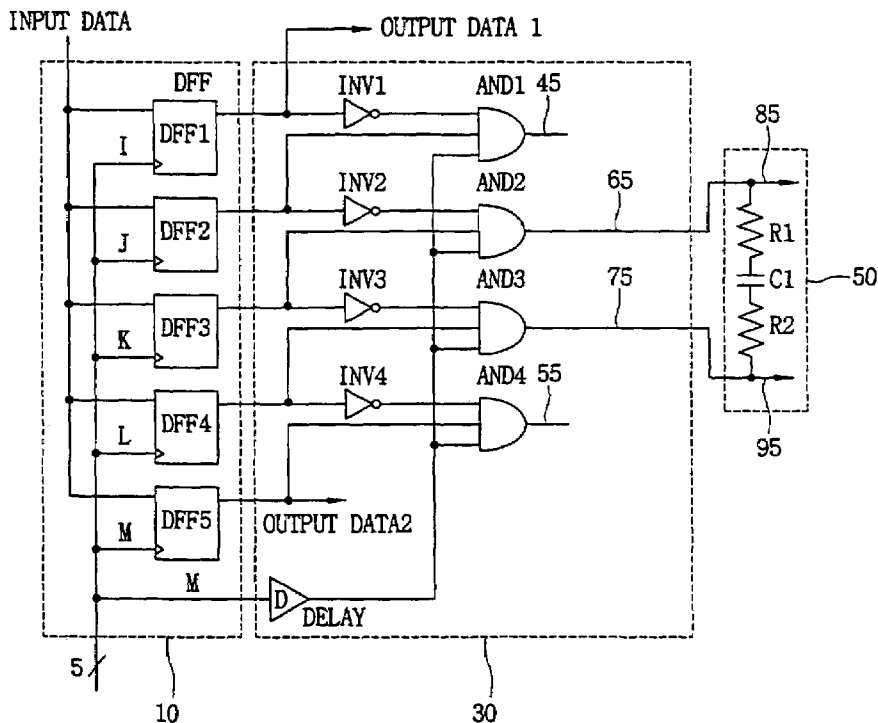 INPUT DATA
OUTPUT DATA 1
DFF
INV1
AND1
45
DFF1
I
85
INV2
AND2
65
DFF2
J
R1
C1
50
R2
INV3
AND3
75
DFF3
K
INV4
AND4
55
DFF4
L
95
DFF5
OUTPUT DATA2
M
M
D
DELAY
5
10
30